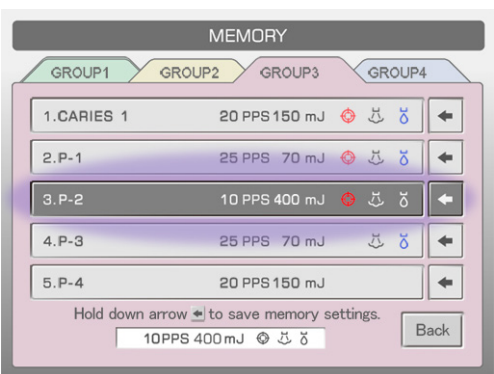 MEMORY
GROUP1 GROUP2 GROUP3 GROUP4
1.CARIES 1 20 PPS 150 mJ
2.P-1 25 PPS 70 mJ
3.P-2 10 PPS 400 mJ
4.P-3 25 PPS 70 mJ
5.P-4 20 PPS 150 mJ
Hold down arrow to save memory settings.
10PPS 400mJ
Back